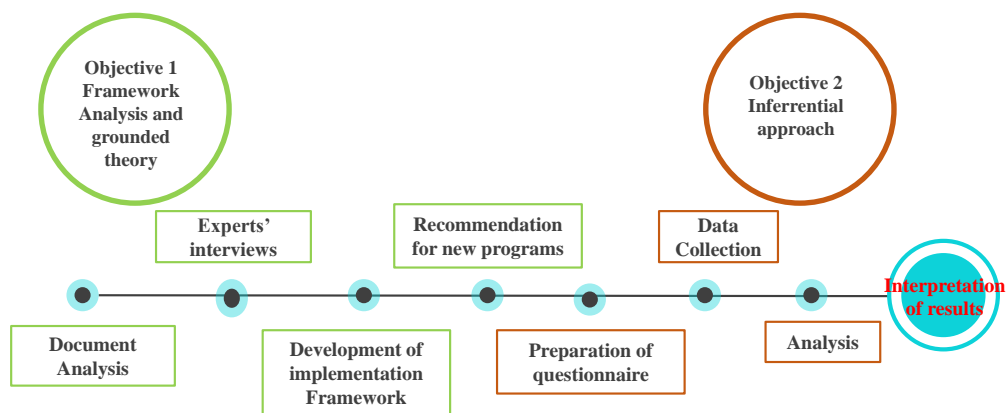 Objective 1
Framework
Analysis and
grounded
theory
Objective 2
Inferrential
approach
Experts'
interviews
Recommendation
for new programs
Data
Collection
Interpretation
of results
Document
Analysis
Development of
implementation
Framework
Preparation of
questionnaire
Analysis